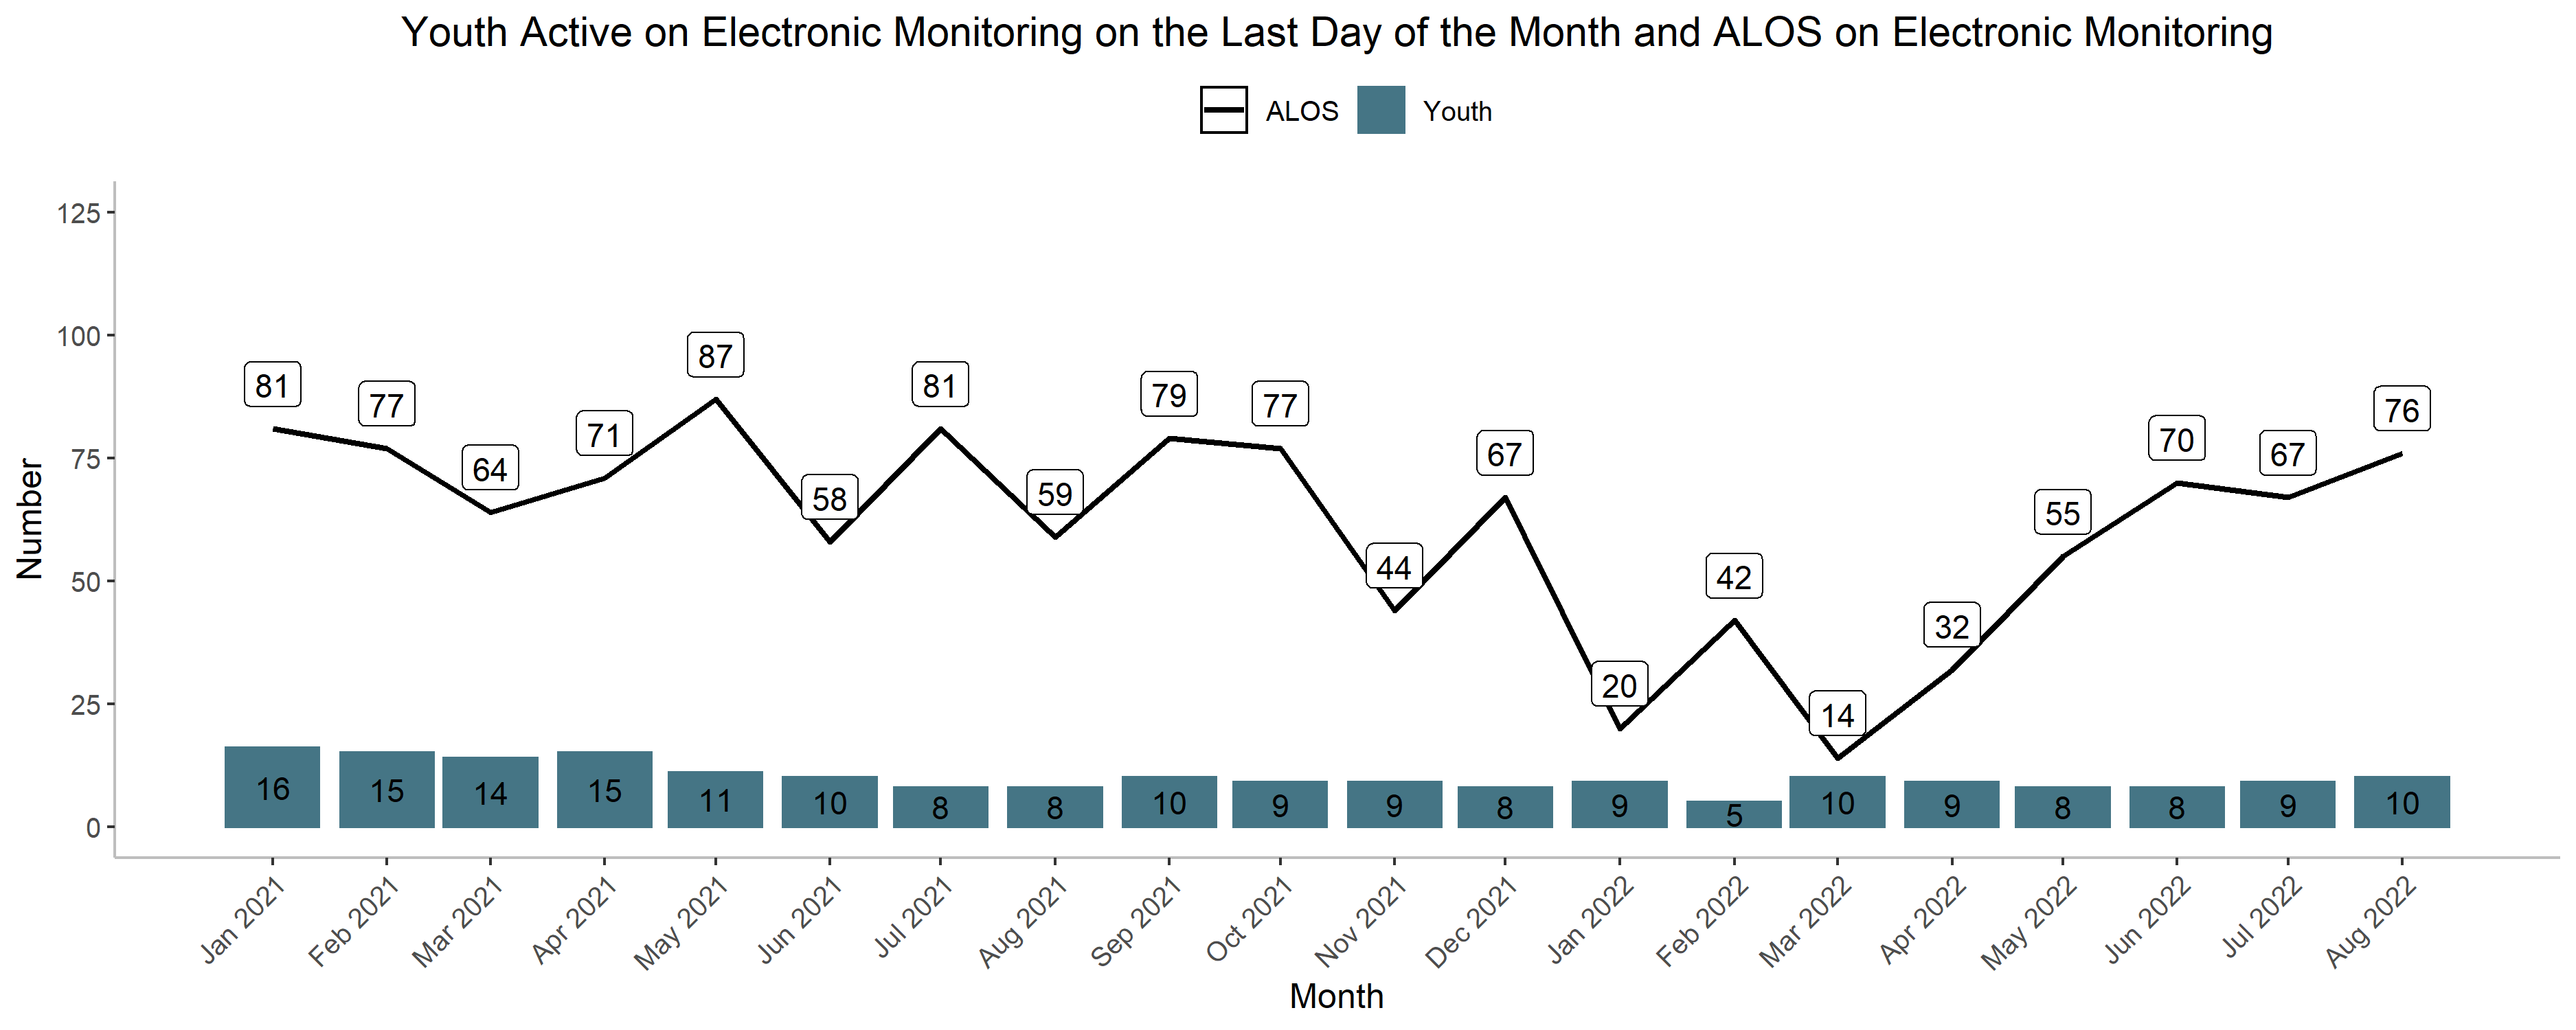 Youth Active on Electronic Monitoring on the Last Day of the Month and ALOS on Electronic Monitoring
ALOS Youth
Number
125
100
75
50
25
0
81 77 64 71 87 58 81 59 79 77 44 67 20 42 14 32 55 70 67 76
16 15 14 15 11 10 8 8 10 9 9 8 9 5 10 9 8 8 9 10
Jan 2021 Feb 2021 Mar 2021 Apr 2021 May 2021 Jun 2021 Jul 2021 Aug 2021 Sep 2021 Oct 2021 Nov 2021 Dec 2021 Jan 2022 Feb 2022 Mar 2022 Apr 2022 May 2022 Jun 2022 Jul 2022 Aug 2022
Month